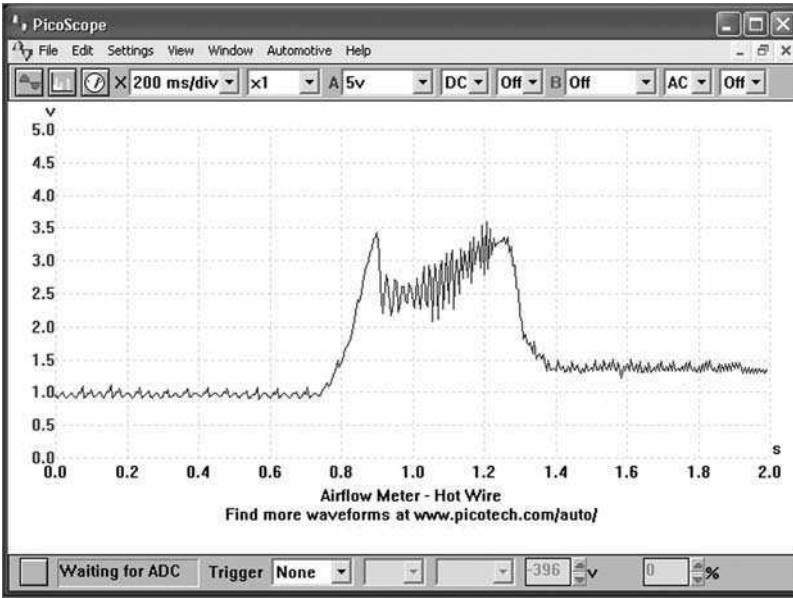 PicoScope
File Edit Settings View Window Automotive Help
X 200 ms/div x1 A 5v DC Off B Off AC Off
v
5.0
4.5
4.0
3.5
3.0
2.5
2.0
1.5
1.0
0.5
0.0
s
0.0 0.2 0.4 0.6 0.8 1.0 1.2 1.4 1.6 1.8 2.0
Airflow Meter - Hot Wire
Find more waveforms at www.picotech.com/auto/
Waiting for ADC Trigger None -396 v 0 %